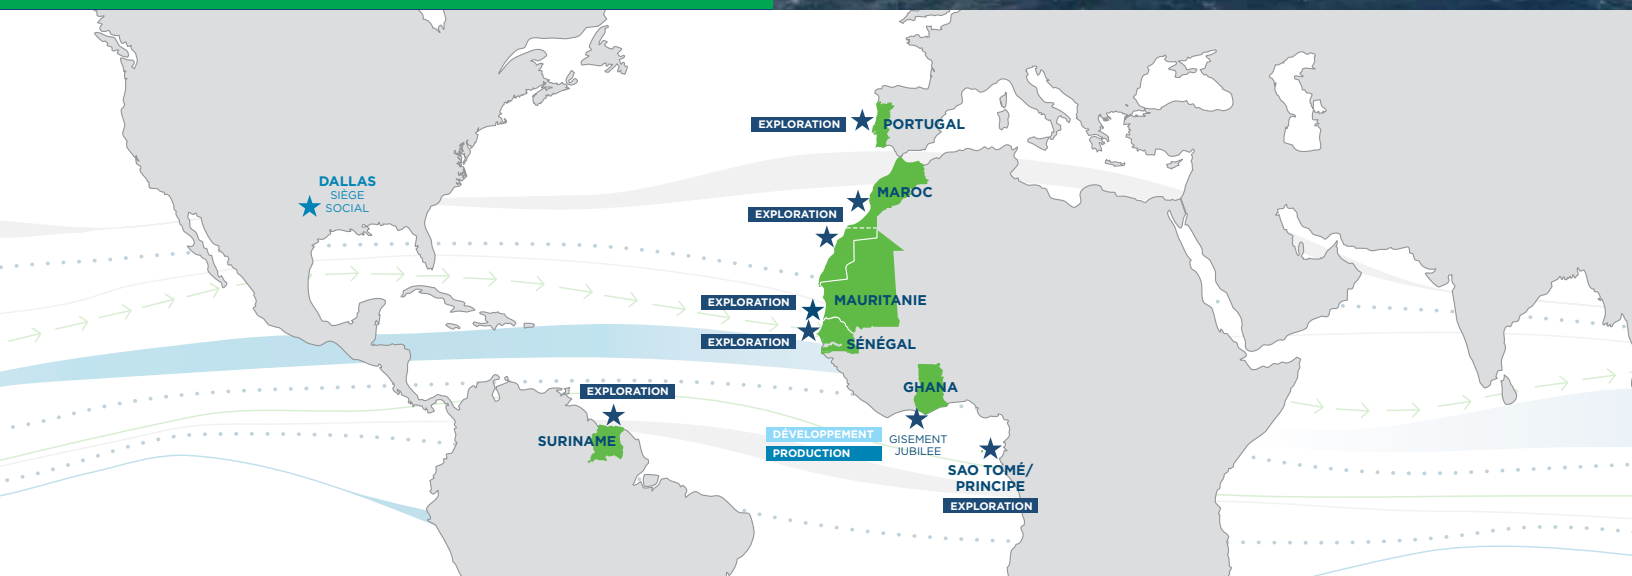 EXPLORATION
PORTUGAL
DALLAS
SIÈGE
SOCIAL
MAROC
EXPLORATION
EXPLORATION
MAURITANIE
EXPLORATION
SÉNÉGAL
EXPLORATION
GHANA
SURINAME
DÉVELOPPEMENT
PRODUCTION
GISEMENT
JUBILEE
SAO TOMÉ/
PRINCIPE
EXPLORATION